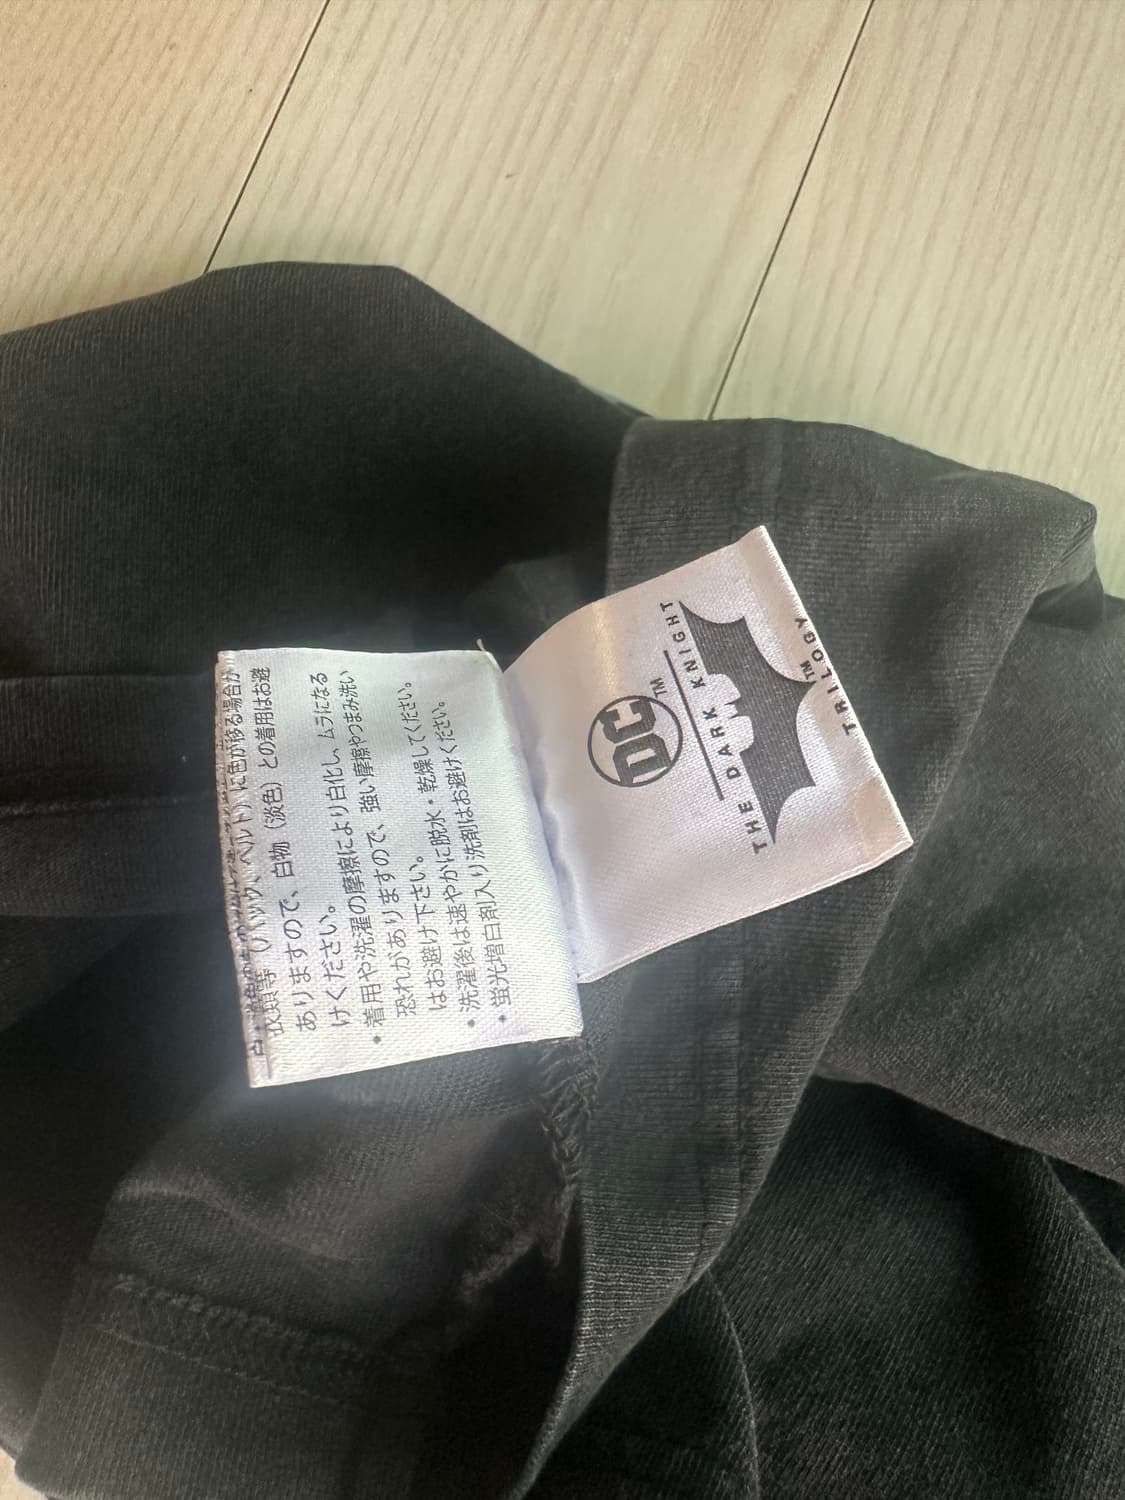 衣類等（バッグ、ベルト）に色が移る場合が
ありますので、白物（淡色）との着用はお避
けください。
・着用や洗濯の摩擦により白化し、ムラになる
恐れがありますので、強い摩擦やつまみ洗い
はお避け下さい。
・洗濯後は速やかに脱水・乾燥してください。
・蛍光増白剤入り洗剤はお避けください。
DC™
THE DARK KNIGHT
TRILOGY™